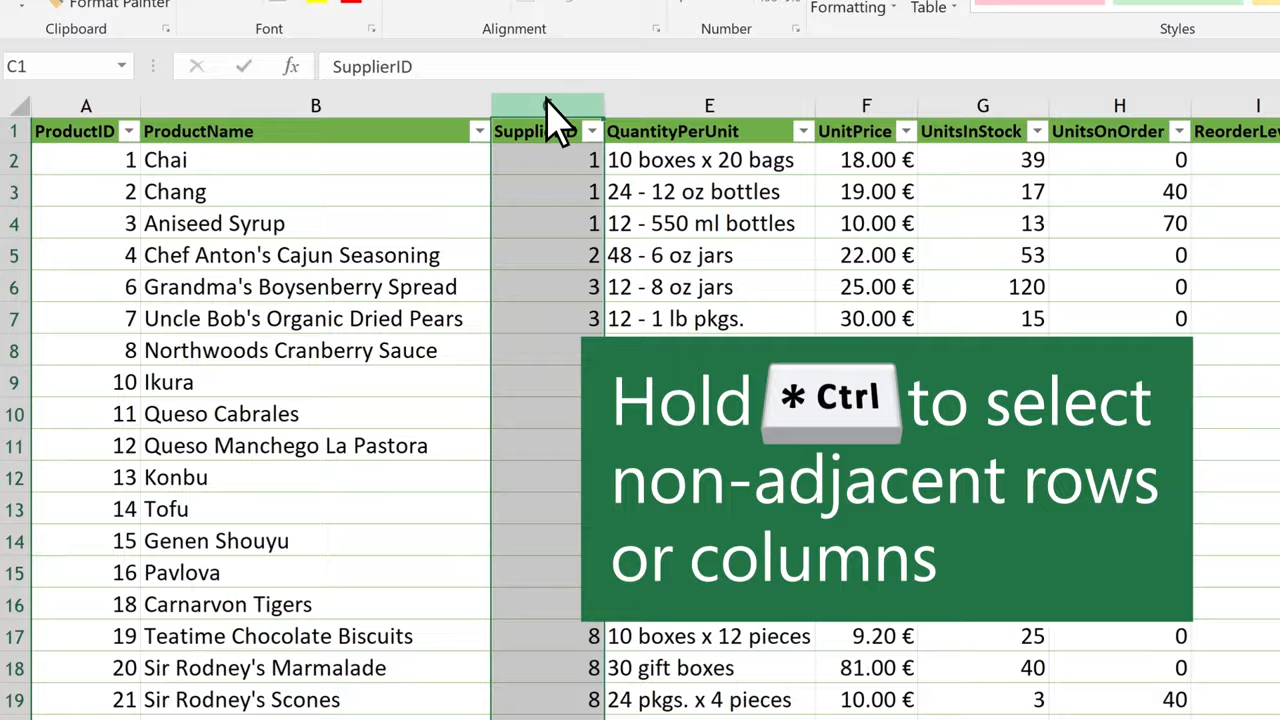 Format Painter
Formatting Table
Clipboard Font Alignment Number Styles
C1 fx SupplierID
A B E F G H I
1 ProductID ProductName QuantityPerUnit UnitPrice UnitsInStock UnitsOnOrder
2 1 Chai 1 10 boxes x 20 bags 18.00 € 39 0
3 2 Chang 1 24 - 12 oz bottles 19.00 € 17 40
4 3 Aniseed Syrup 1 12 - 550 ml bottles 10.00 € 13 70
5 4 Chef Anton's Cajun Seasoning 2 48 - 6 oz jars 22.00 € 53 0
6 6 Grandma's Boysenberry Spread 3 12 - 8 oz jars 25.00 € 120 0
7 7 Uncle Bob's Organic Dried Pears 3 12 - 1 lb pkgs. 30.00 € 15 0
8 8 Northwoods Cranberry Sauce
9 10 Ikura
10 11 Queso Cabrales
11 12 Queso Manchego La Pastora
12 13 Konbu
13 14 Tofu
14 15 Genen Shouyu
15 16 Pavlova
16 18 Carnarvon Tigers
17 19 Teatime Chocolate Biscuits 8 10 boxes x 12 pieces 9.20 € 25 0
18 20 Sir Rodney's Marmalade 8 30 gift boxes 81.00 € 40 0
19 21 Sir Rodney's Scones 8 24 pkgs. x 4 pieces 10.00 € 3 40
Hold * Ctrl to select
non-adjacent rows
or columns